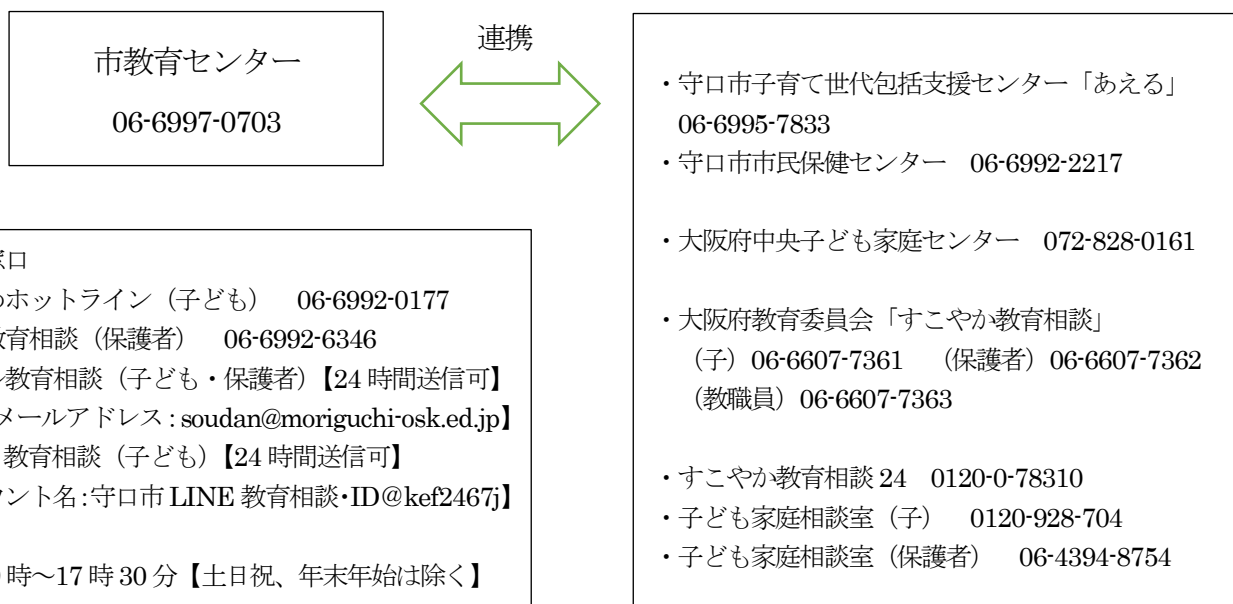 市教育センター
06-6997-0703
連携
・守口市子育て世代包括支援センター「あえる」
06-6995-7833
・守口市市民保健センター　06-6992-2217
・大阪府中央子ども家庭センター　072-828-0161
・大阪府教育委員会「すこやか教育相談」
（子）06-6607-7361　（保護者）06-6607-7362
（教職員）06-6607-7363
・すこやか教育相談 24　0120-0-78310
・子ども家庭相談室（子）　0120-928-704
・子ども家庭相談室（保護者）　06-4394-8754
口
ホットライン（子ども）　06-6992-0177
教育相談（保護者）　06-6992-6346
教育相談（子ども・保護者）【24 時間送信可】
メールアドレス : soudan@moriguchi-osk.ed.jp】
教育相談（子ども）【24 時間送信可】
ント名 : 守口市 LINE 教育相談・ID@kef2467j】
時～17 時 30 分【土日祝、年末年始は除く】